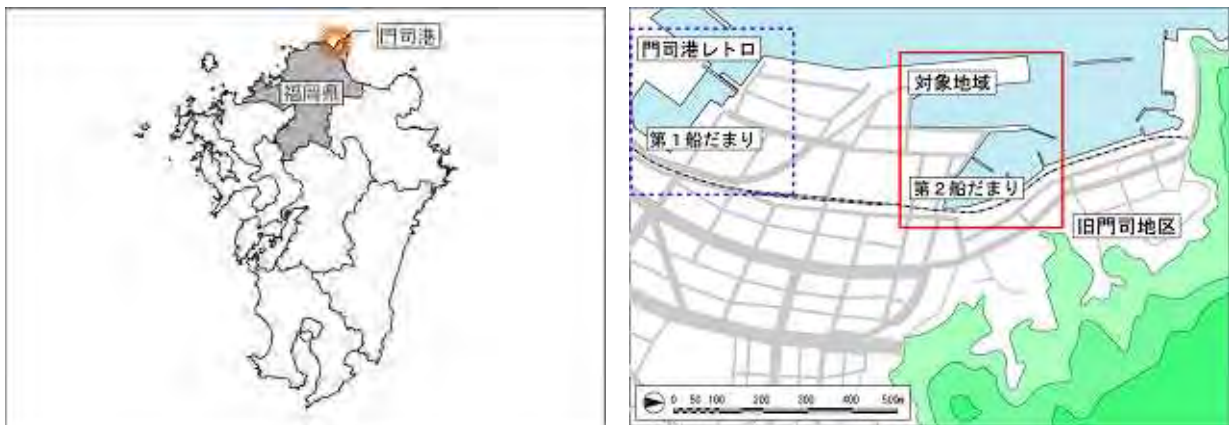 門司港
福岡県
門司港レトロ
対象地域
第1船だまり
第2船だまり
旧門司地区
0 50 100 200 300 400 500m